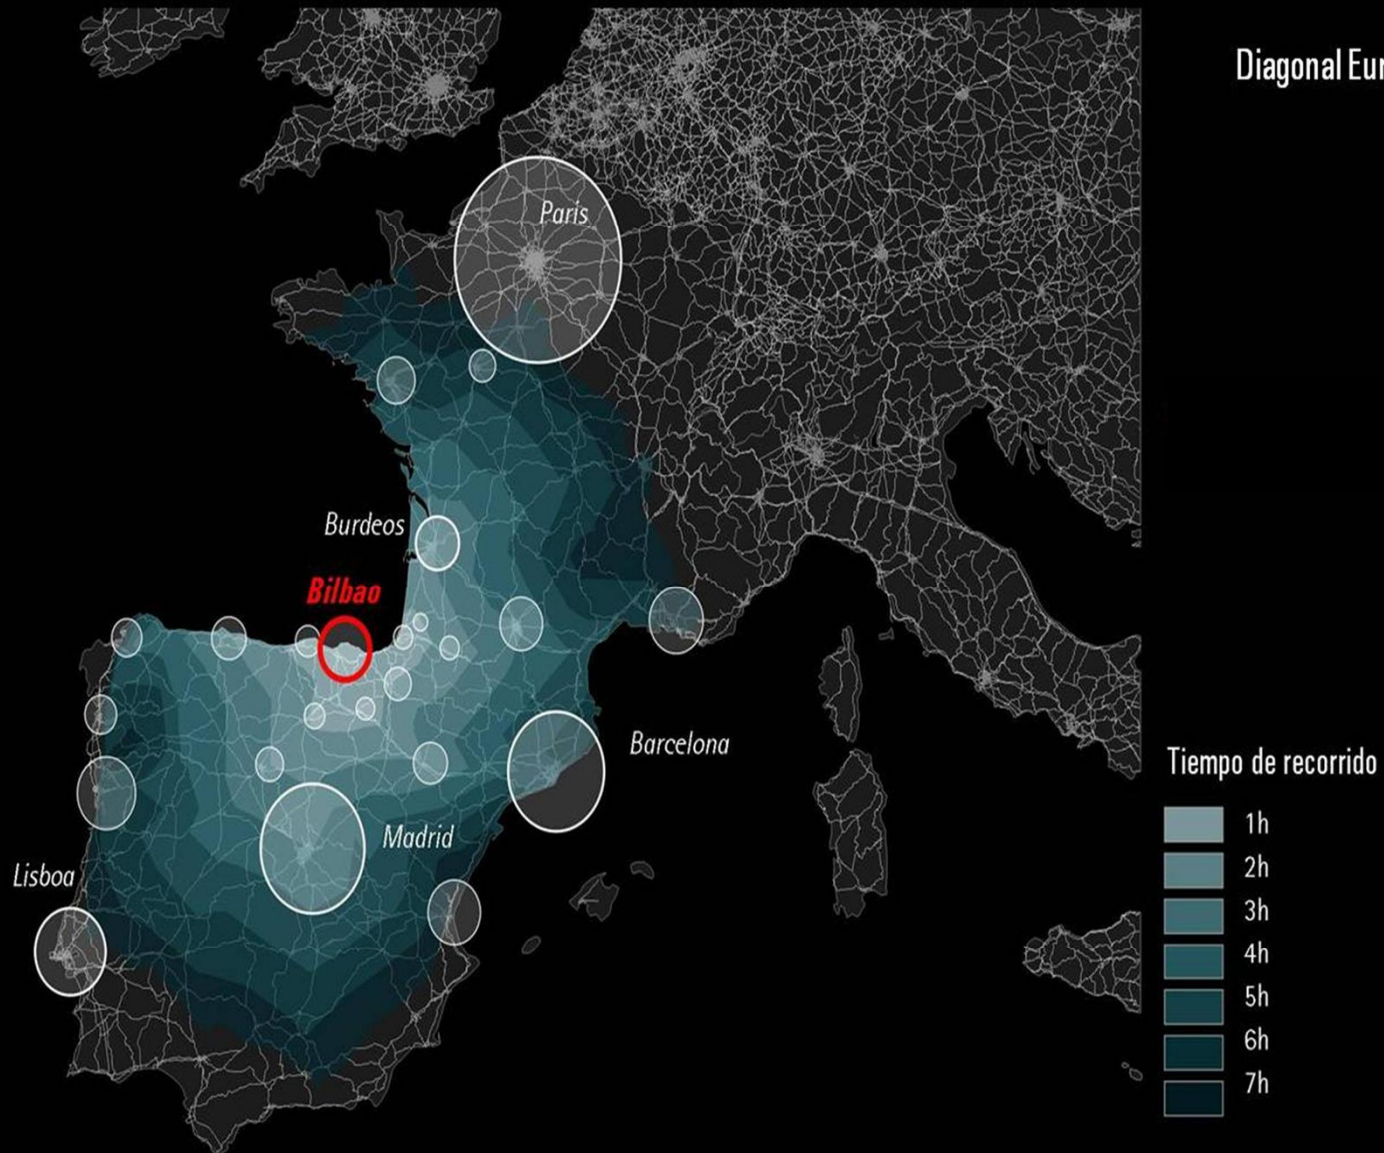 Diagonal Eur
Paris
Burdeos
Bilbao
Barcelona
Madrid
Lisboa
Tiempo de recorrido
1h
2h
3h
4h
5h
6h
7h